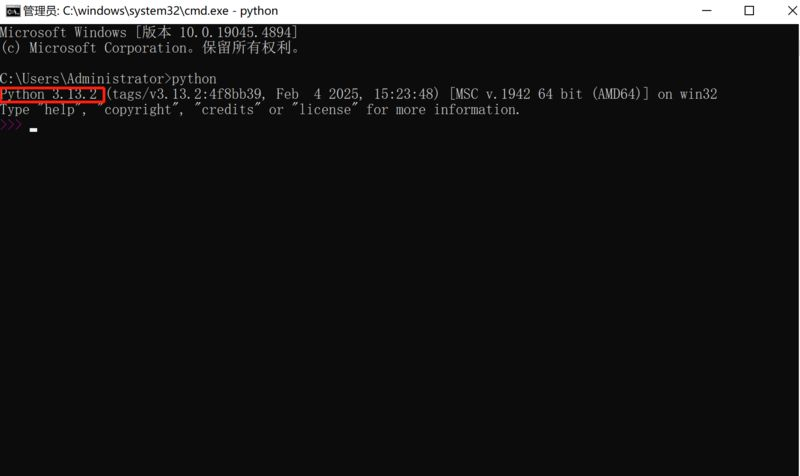 管理员: C:\windows\system32\cmd.exe - python
Microsoft Windows [版本 10.0.19045.4894]
(c) Microsoft Corporation。保留所有权利。
C:\Users\Administrator>python
Python 3.13.2 (tags/v3.13.2:4f8bb39, Feb  4 2025, 15:23:48) [MSC v.1942 64 bit (AMD64)] on win32
Type "help", "copyright", "credits" or "license" for more information.
>>>